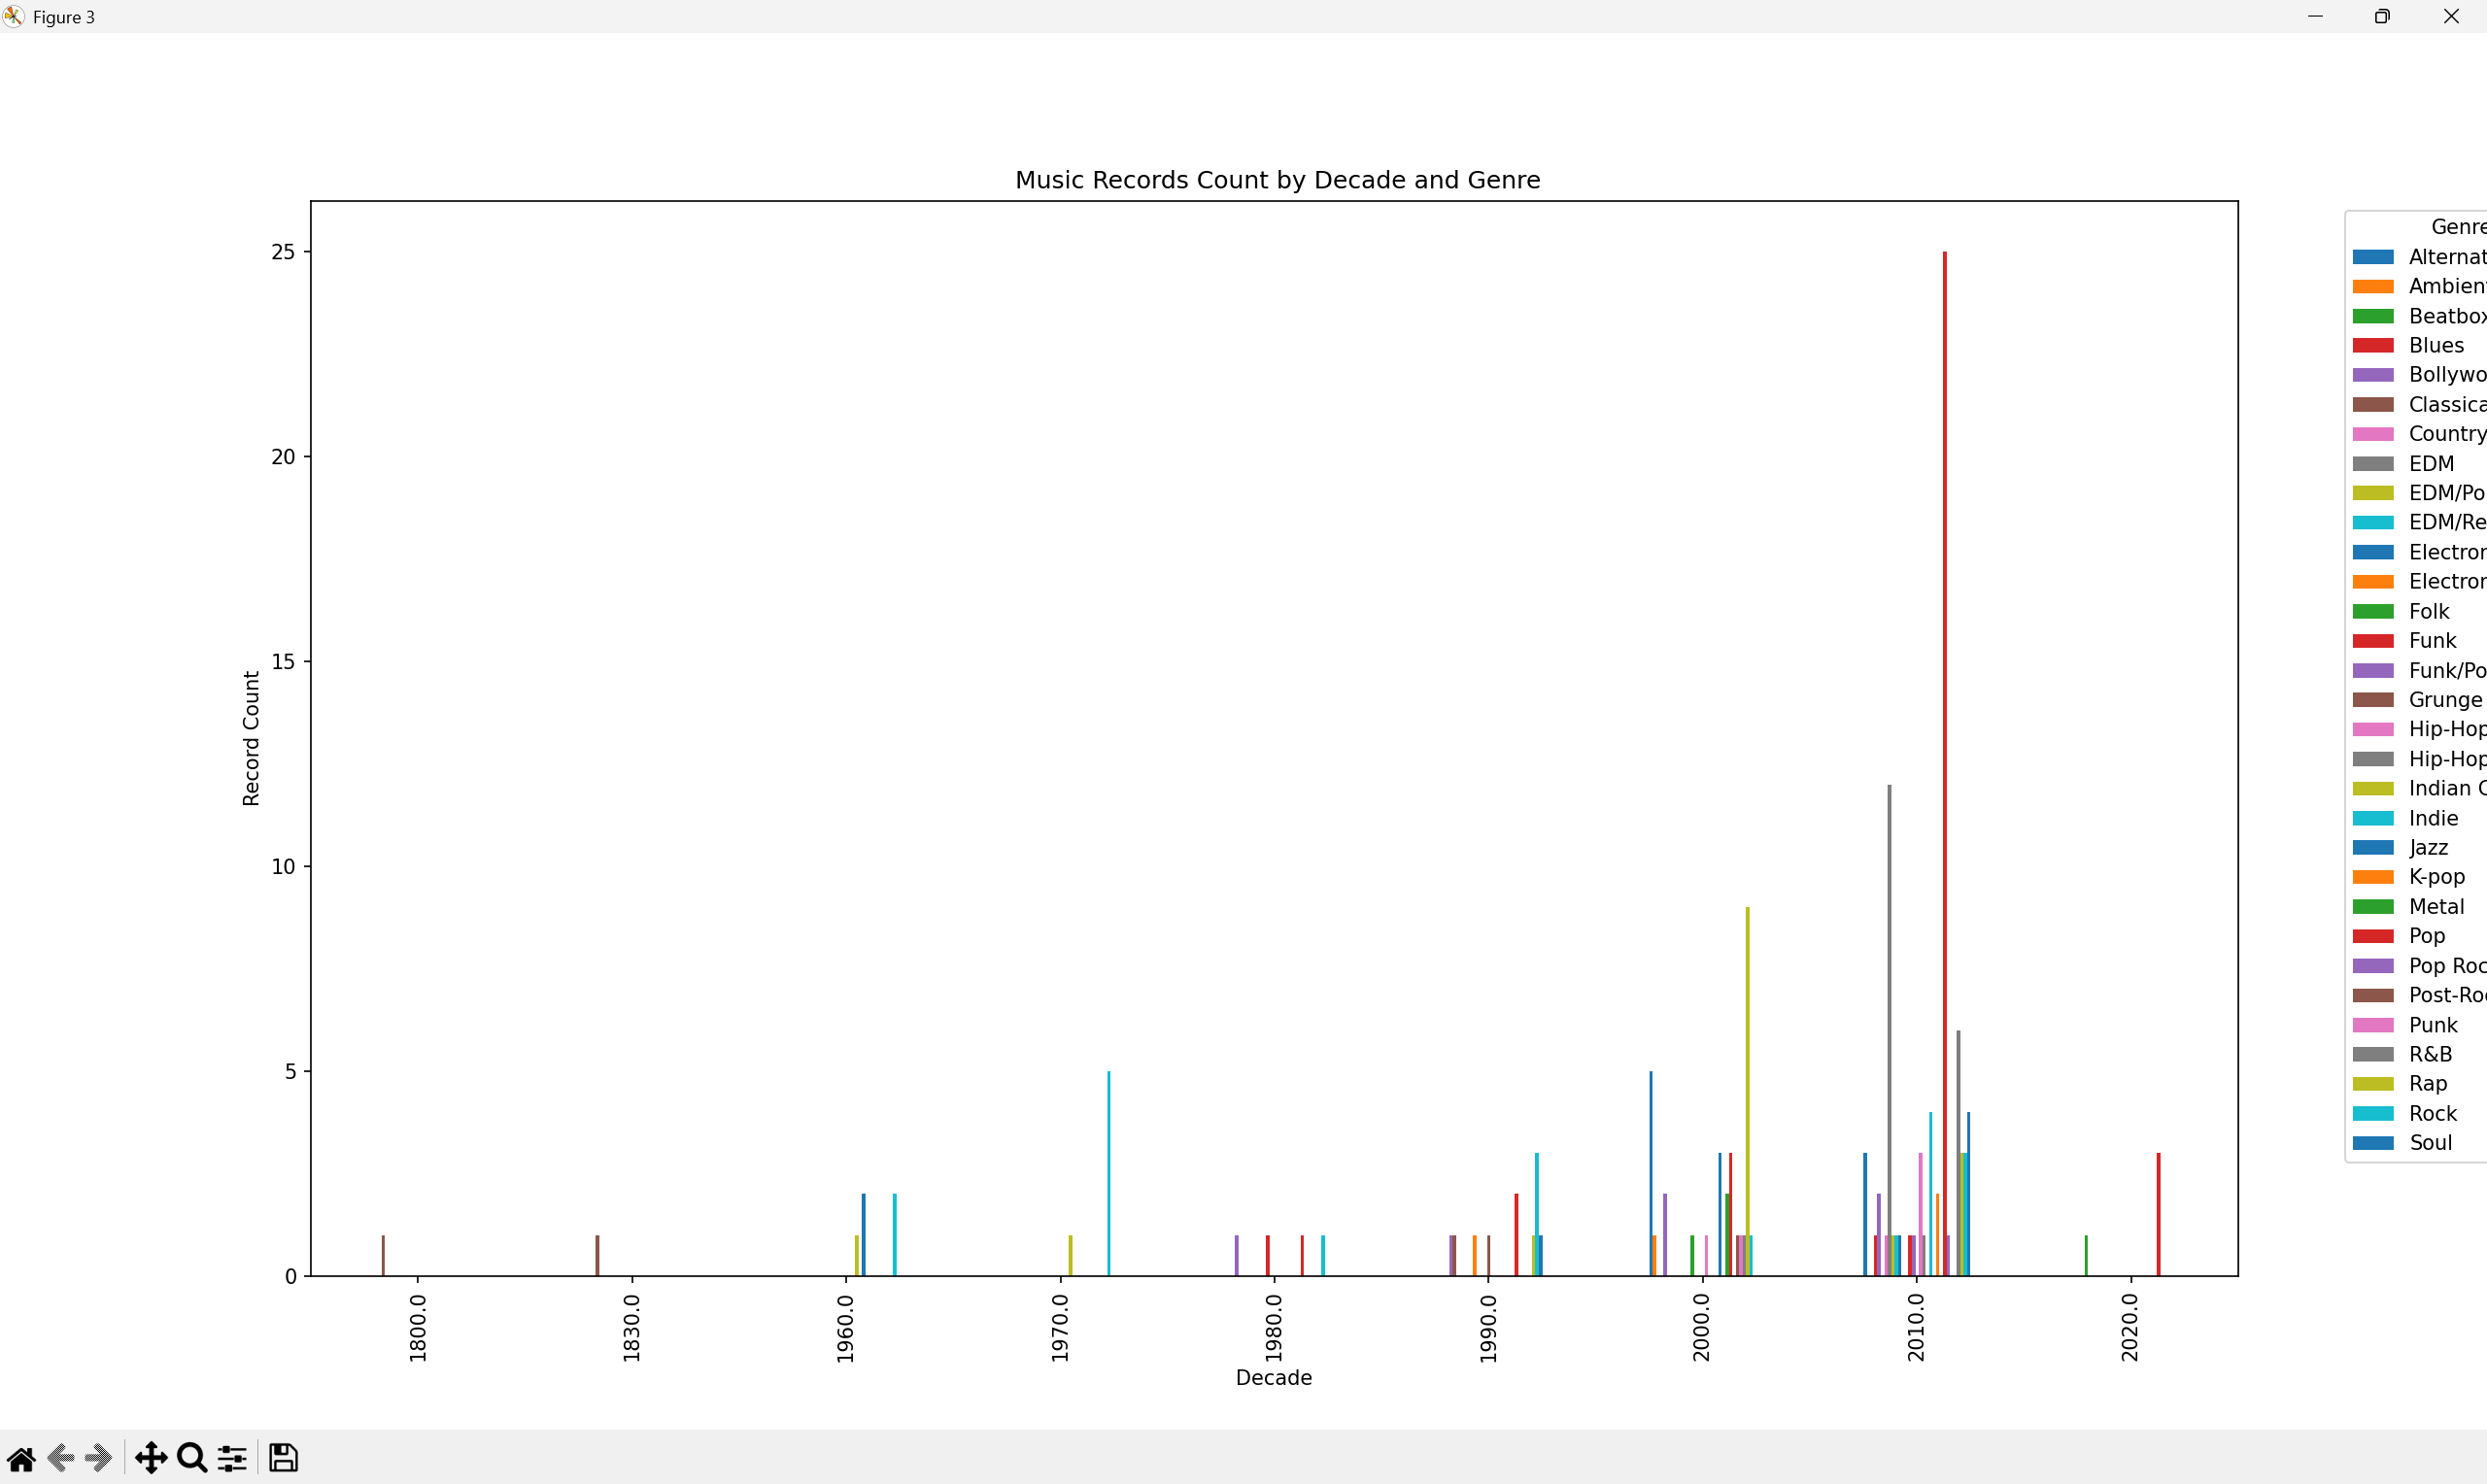 Figure 3
Music Records Count by Decade and Genre
25
20
15
10
5
0
Record Count
1800.0
1830.0
1960.0
1970.0
1980.0
1990.0
2000.0
2010.0
2020.0
Decade
Genre
Alternat
Ambien
Beatbox
Blues
Bollywo
Classica
Country
EDM
EDM/Po
EDM/Re
Electron
Electron
Folk
Funk
Funk/Po
Grunge
Hip-Hop
Hip-Hop
Indian C
Indie
Jazz
K-pop
Metal
Pop
Pop Roc
Post-Ro
Punk
R&B
Rap
Rock
Soul